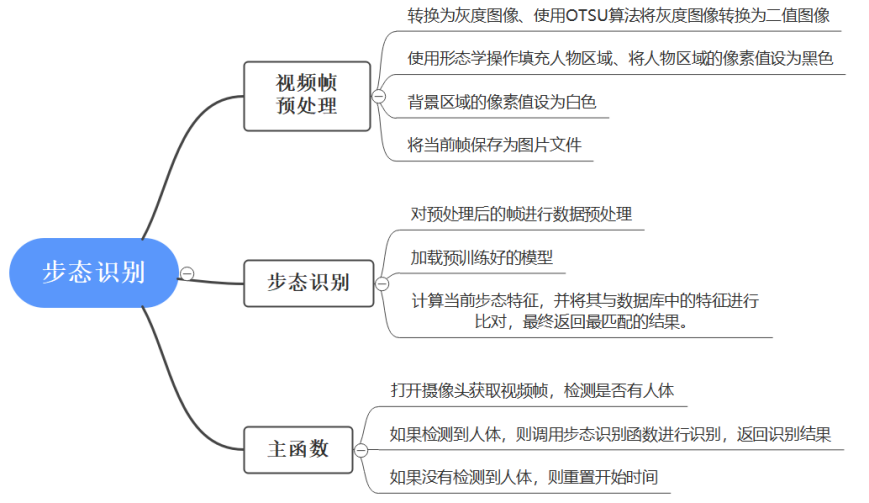 转换为灰度图像、使用OTSU算法将灰度图像转换为二值图像
视频帧
预处理
使用形态学操作填充人物区域、将人物区域的像素值设为黑色
背景区域的像素值设为白色
将当前帧保存为图片文件
步态识别
对预处理后的帧进行数据预处理
步态识别
加载预训练好的模型
计算当前步态特征，并将其与数据库中的特征进行
比对，最终返回最匹配的结果。
主函数
打开摄像头获取视频帧，检测是否有人体
如果检测到人体，则调用步态识别函数进行识别，返回识别结果
如果没有检测到人体，则重置开始时间